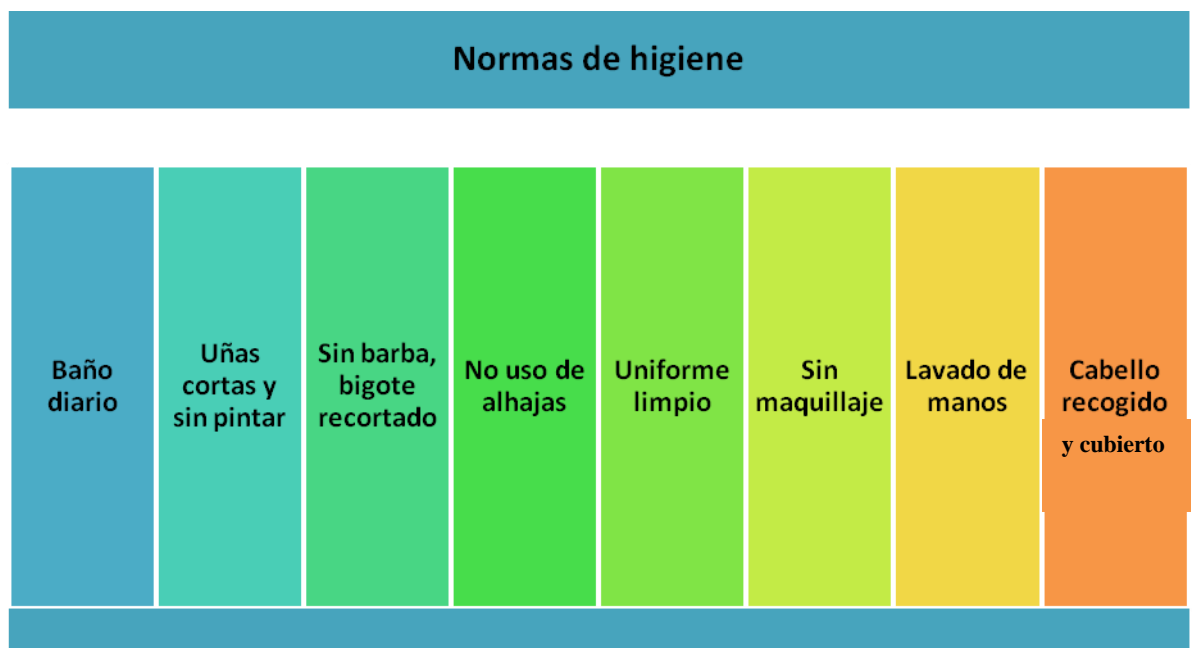 Normas de higiene
Baño
diario
Uñas
cortas y
sin pintar
Sin barba,
bigote
recortado
No uso de
alhajas
Uniforme
limpio
Sin
maquillaje
Lavado de
manos
Cabello
recogido
y cubierto